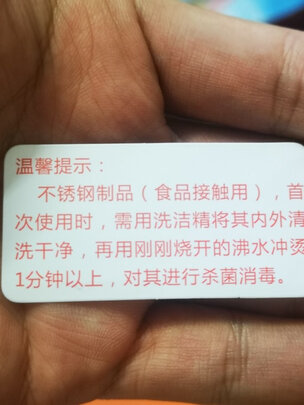 温馨提示：
不锈钢制品（食品接触用），首
次使用时，需用洗洁精将其内外清
洗干净，再用刚刚烧开的沸水冲烫
1分钟以上，对其进行杀菌消毒。